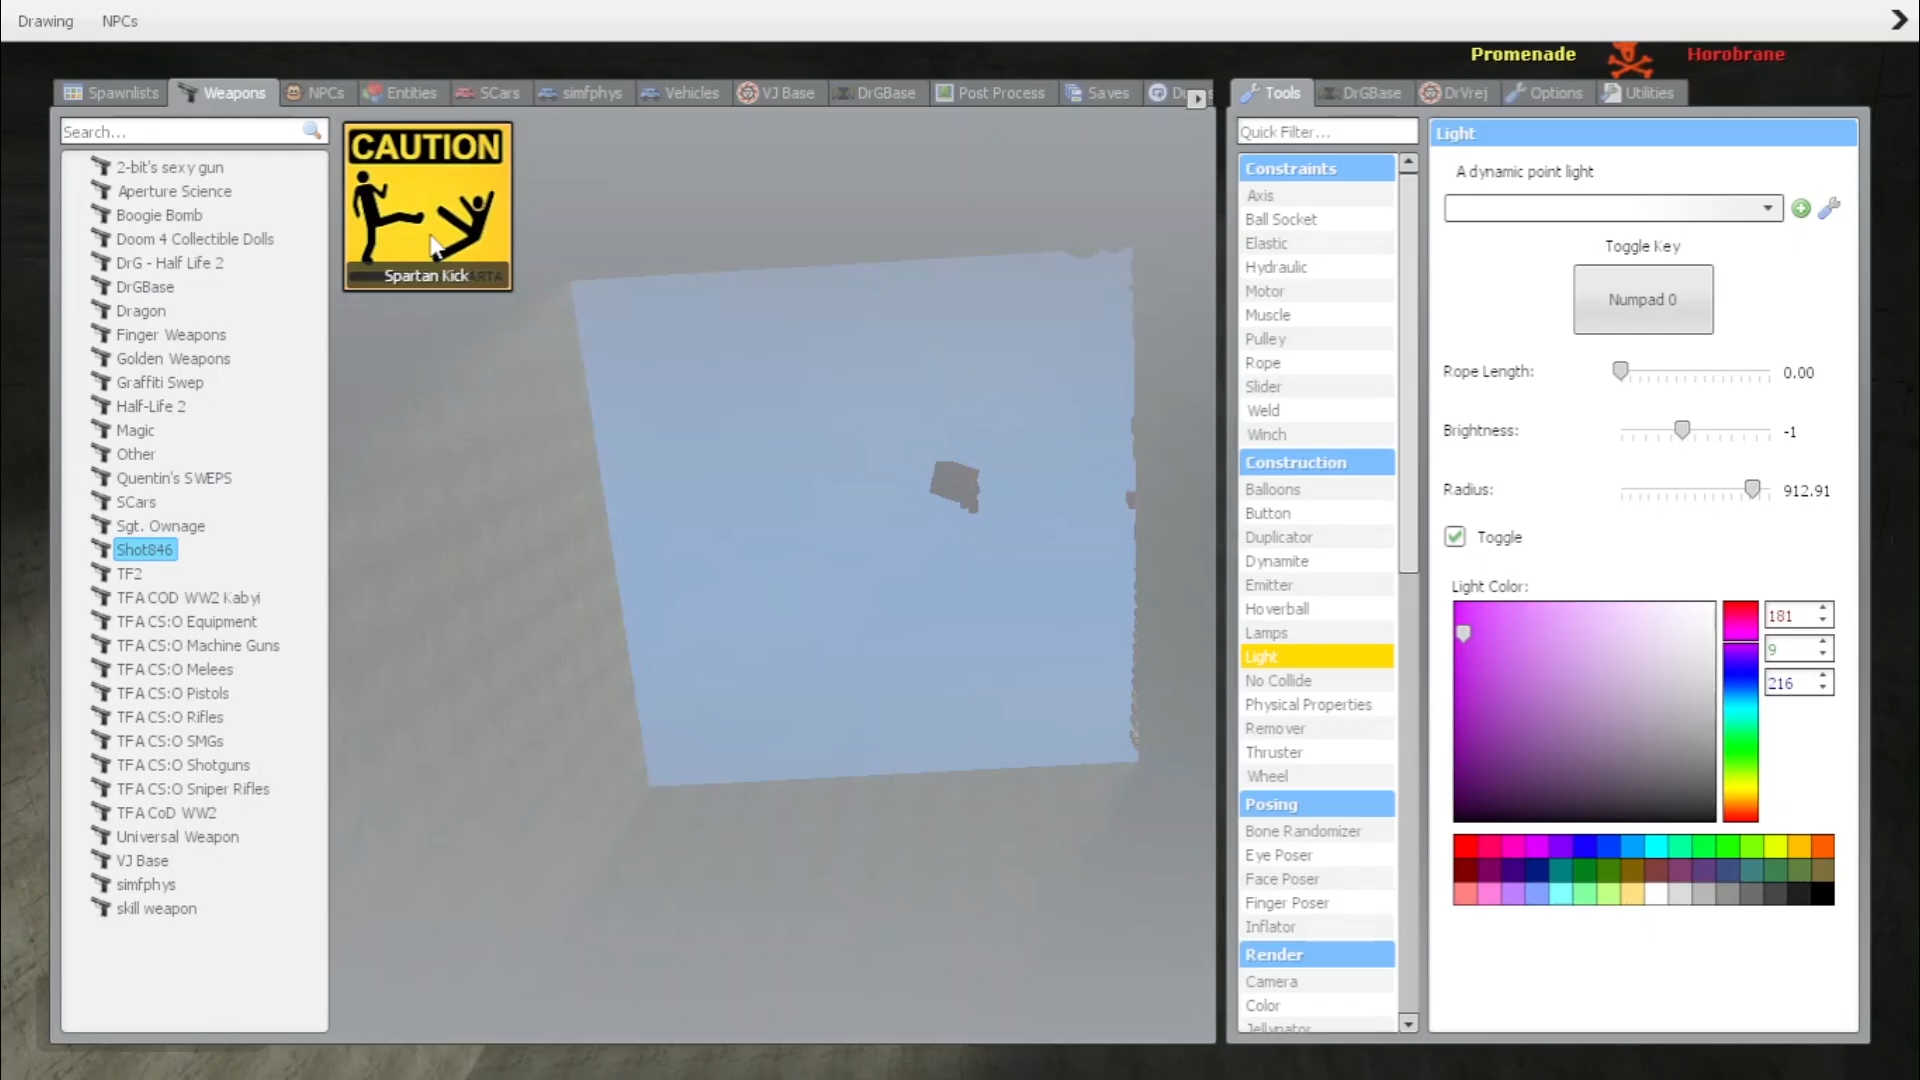 Drawing NPCs
Promenade Horobrane
Spawnlists Weapons NPCs Entities SCars simfphys Vehicles VJ Base DrGBase Post Process Saves
Tools DrGBase DrVrej Options Utilities
Search...
2-bit's sexy gun
Aperture Science
Boogie Bomb
Doom 4 Collectible Dolls
DrG - Half Life 2
DrGBase
Dragon
Finger Weapons
Golden Weapons
Graffiti Swep
Half-Life 2
Magic
Other
Quentin's SWEPS
SCars
Sgt. Ownage
Shot846
TF2
TFA COD WW2 Kabyi
TFA CS:O Equipment
TFA CS:O Machine Guns
TFA CS:O Melees
TFA CS:O Pistols
TFA CS:O Rifles
TFA CS:O SMGs
TFA CS:O Shotguns
TFA CS:O Sniper Rifles
TFA CoD WW2
Universal Weapon
VJ Base
simfphys
skill weapon
CAUTION
Spartan Kick
Quick Filter...
Constraints
Axis
Ball Socket
Elastic
Hydraulic
Motor
Muscle
Pulley
Rope
Slider
Weld
Winch
Construction
Balloons
Button
Duplicator
Dynamite
Emitter
Hoverball
Lamps
Light
No Collide
Physical Properties
Remover
Thruster
Wheel
Posing
Bone Randomizer
Eye Poser
Face Poser
Finger Poser
Inflator
Render
Camera
Color
Light
A dynamic point light
Toggle Key
Numpad 0
Rope Length: 0.00
Brightness: -1
Radius: 912.91
Toggle
Light Color:
181
9
216